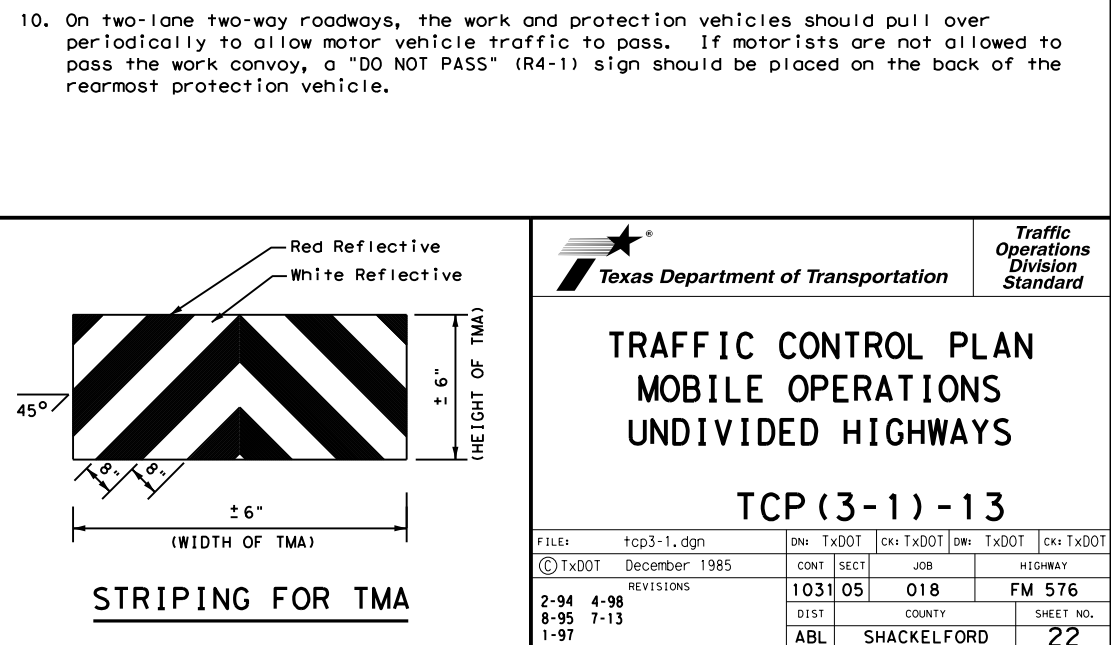 10. On two-lane two-way roadways, the work and protection vehicles should pull over
periodically to allow motor vehicle traffic to pass. If motorists are not allowed to
pass the work convoy, a "DO NOT PASS" (R4-1) sign should be placed on the back of the
rearmost protection vehicle.
Red Reflective
White Reflective
45°
8"
8"
± 6"
(HEIGHT OF TMA)
± 6"
(WIDTH OF TMA)
STRIPING FOR TMA
®
Texas Department of Transportation
Traffic
Operations
Division
Standard
TRAFFIC CONTROL PLAN
MOBILE OPERATIONS
UNDIVIDED HIGHWAYS
TCP(3-1)-13
FILE: tcp3-1.dgn DN: TxDOT CK: TxDOT DW: TxDOT CK: TxDOT
© TxDOT December 1985 CONT SECT JOB HIGHWAY
REVISIONS 1031 05 018 FM 576
2-94 4-98
8-95 7-13 DIST COUNTY SHEET NO.
1-97 ABL SHACKELFORD 22